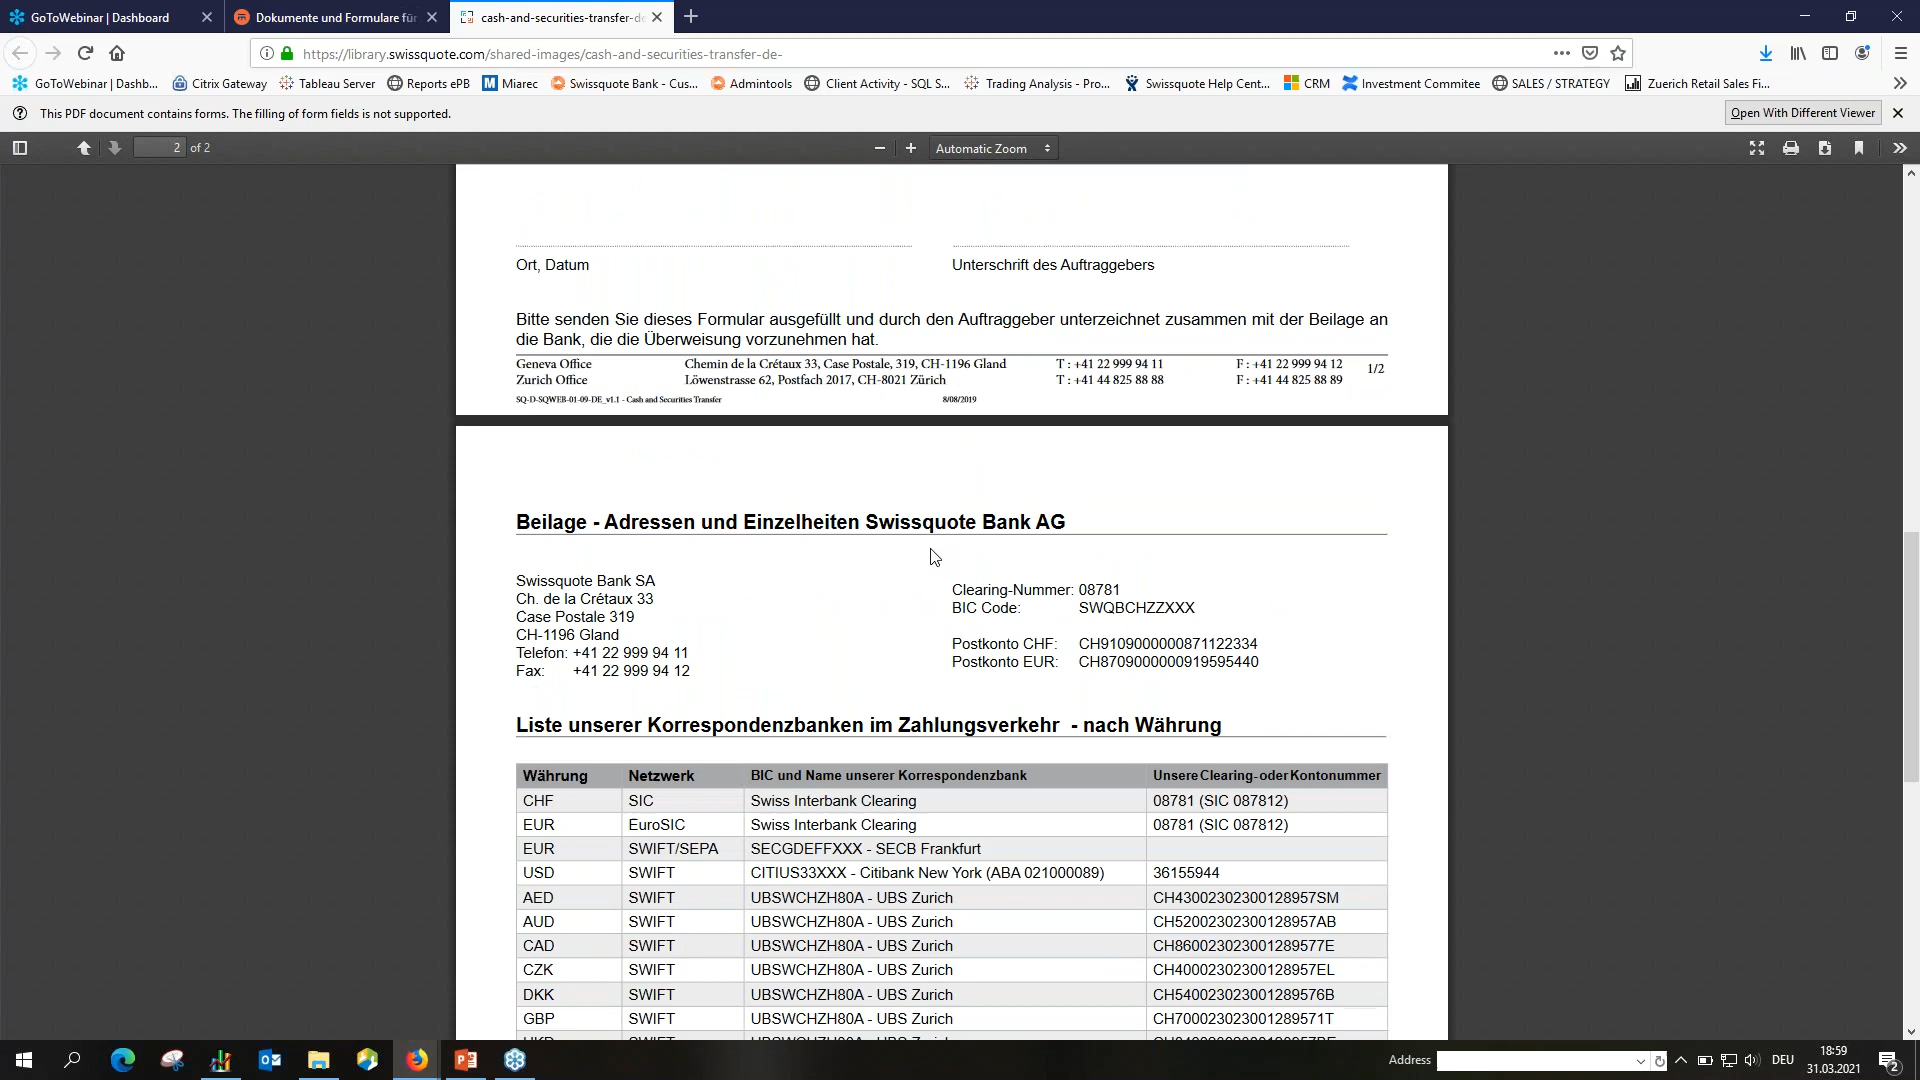 GoToWebinar | Dashboard
Dokumente und Formulare für
cash-and-securities-transfer-de
https://library.swissquote.com/shared-images/cash-and-securities-transfer-de-
GoToWebinar | Dashb...
Citrix Gateway
Tableau Server
Reports ePB
Miarec
Swissquote Bank - Cus...
Admintools
Client Activity - SQL S...
Trading Analysis - Pro...
Swissquote Help Cent...
CRM
Investment Commitee
SALES / STRATEGY
Zuerich Retail Sales Fi...
This PDF document contains forms. The filling of form fields is not supported.
Open With Different Viewer
2 of 2
Automatic Zoom
Ort, Datum
Unterschrift des Auftraggebers
Bitte senden Sie dieses Formular ausgefüllt und durch den Auftraggeber unterzeichnet zusammen mit der Beilage an
die Bank, die die Überweisung vorzunehmen hat.
Geneva Office Chemin de la Crétaux 33, Case Postale, 319, CH-1196 Gland T : +41 22 999 94 11 F : +41 22 999 94 12
Zurich Office Löwenstrasse 62, Postfach 2017, CH-8021 Zürich T : +41 44 825 88 88 F : +41 44 825 88 89
1/2
SQ-D-SQWEB-01-09-DE_v1.1 - Cash and Securities Transfer 8/08/2019
Beilage - Adressen und Einzelheiten Swissquote Bank AG
Swissquote Bank SA
Ch. de la Crétaux 33
Case Postale 319
CH-1196 Gland
Telefon: +41 22 999 94 11
Fax: +41 22 999 94 12
Clearing-Nummer: 08781
BIC Code: SWQBCHZZXXX
Postkonto CHF: CH9109000000871122334
Postkonto EUR: CH8709000000919595440
Liste unserer Korrespondenzbanken im Zahlungsverkehr - nach Währung
Währung Netzwerk BIC und Name unserer Korrespondenzbank Unsere Clearing- oder Kontonummer
CHF SIC Swiss Interbank Clearing 08781 (SIC 087812)
EUR EuroSIC Swiss Interbank Clearing 08781 (SIC 087812)
EUR SWIFT/SEPA SECGDEFFXXX - SECB Frankfurt
USD SWIFT CITIUS33XXX - Citibank New York (ABA 021000089) 36155944
AED SWIFT UBSWCHZH80A - UBS Zurich CH43002302300128957SM
AUD SWIFT UBSWCHZH80A - UBS Zurich CH52002302300128957AB
CAD SWIFT UBSWCHZH80A - UBS Zurich CH860023023001289577E
CZK SWIFT UBSWCHZH80A - UBS Zurich CH40002302300128957EL
DKK SWIFT UBSWCHZH80A - UBS Zurich CH540023023001289576B
GBP SWIFT UBSWCHZH80A - UBS Zurich CH700023023001289571T
Address
DEU
18:59
31.03.2021
2